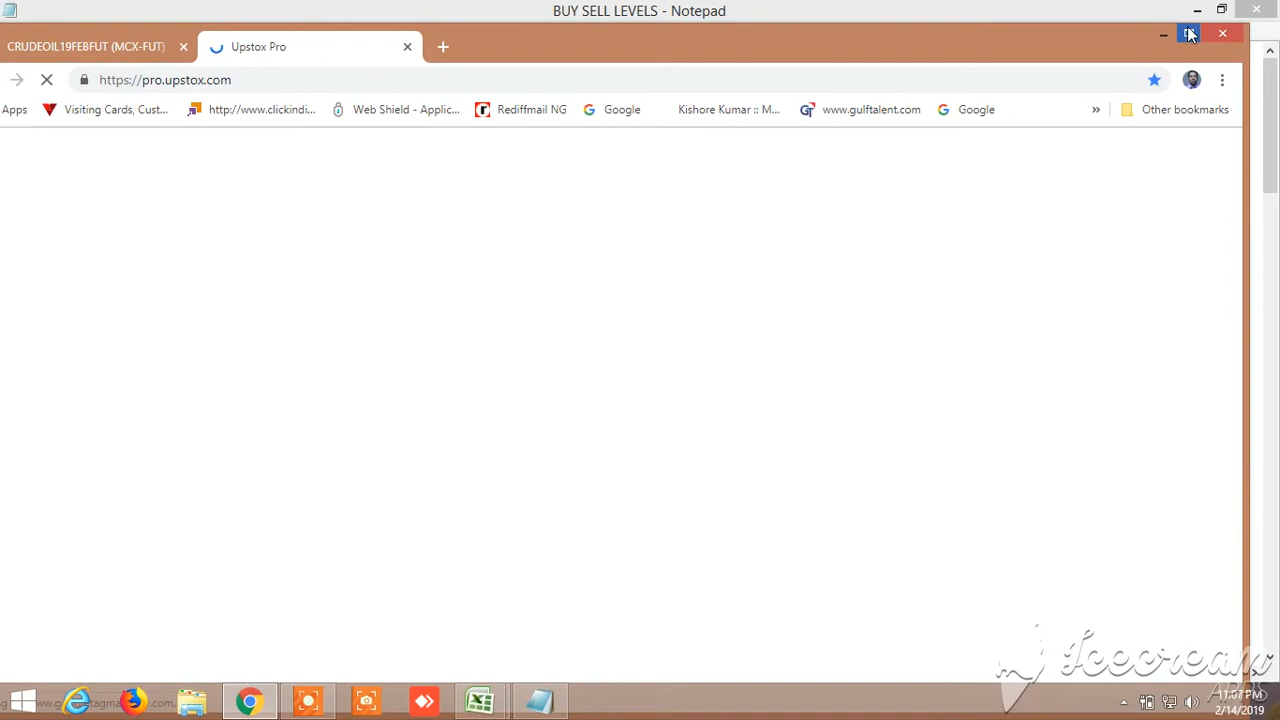 BUY SELL LEVELS - Notepad
CRUDEOIL19FEBFUT (MCX-FUT)
Upstox Pro
https://pro.upstox.com
Apps
Visiting Cards, Cust...
http://www.clickindi...
Web Shield - Applic...
Rediffmail NG
Google
Kishore Kumar :: M...
www.gulftalent.com
Google
»
Other bookmarks
Icecream
APPS
11:07 PM
2/14/2019